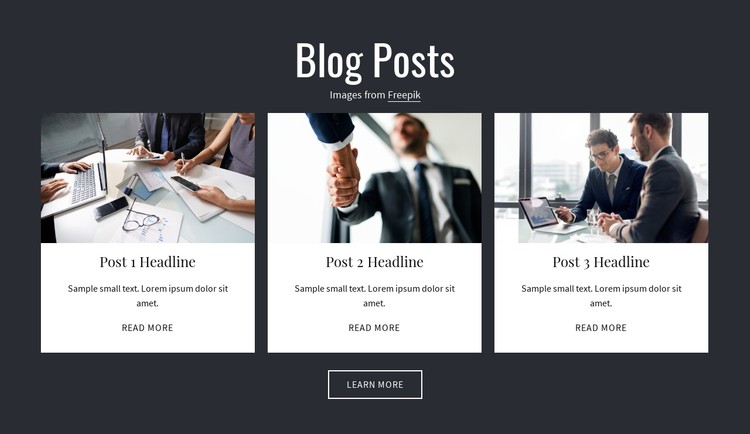 Blog Posts
Images from Freepik
Post 1 Headline
Sample small text. Lorem ipsum dolor sit
amet.
READ MORE
Post 2 Headline
Sample small text. Lorem ipsum dolor sit
amet.
READ MORE
Post 3 Headline
Sample small text. Lorem ipsum dolor sit
amet.
READ MORE
LEARN MORE